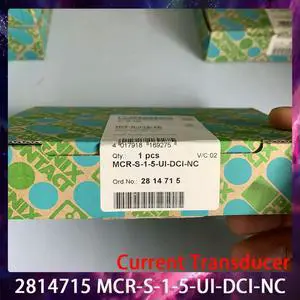 4 017918 169275
Qty.: 1 pcs
V/C:02
MCR-S-1-5-UI-DCI-NC
Ord No.: 28 14 71 5
Current Transducer
2814715 MCR-S-1-5-UI-DCI-NC